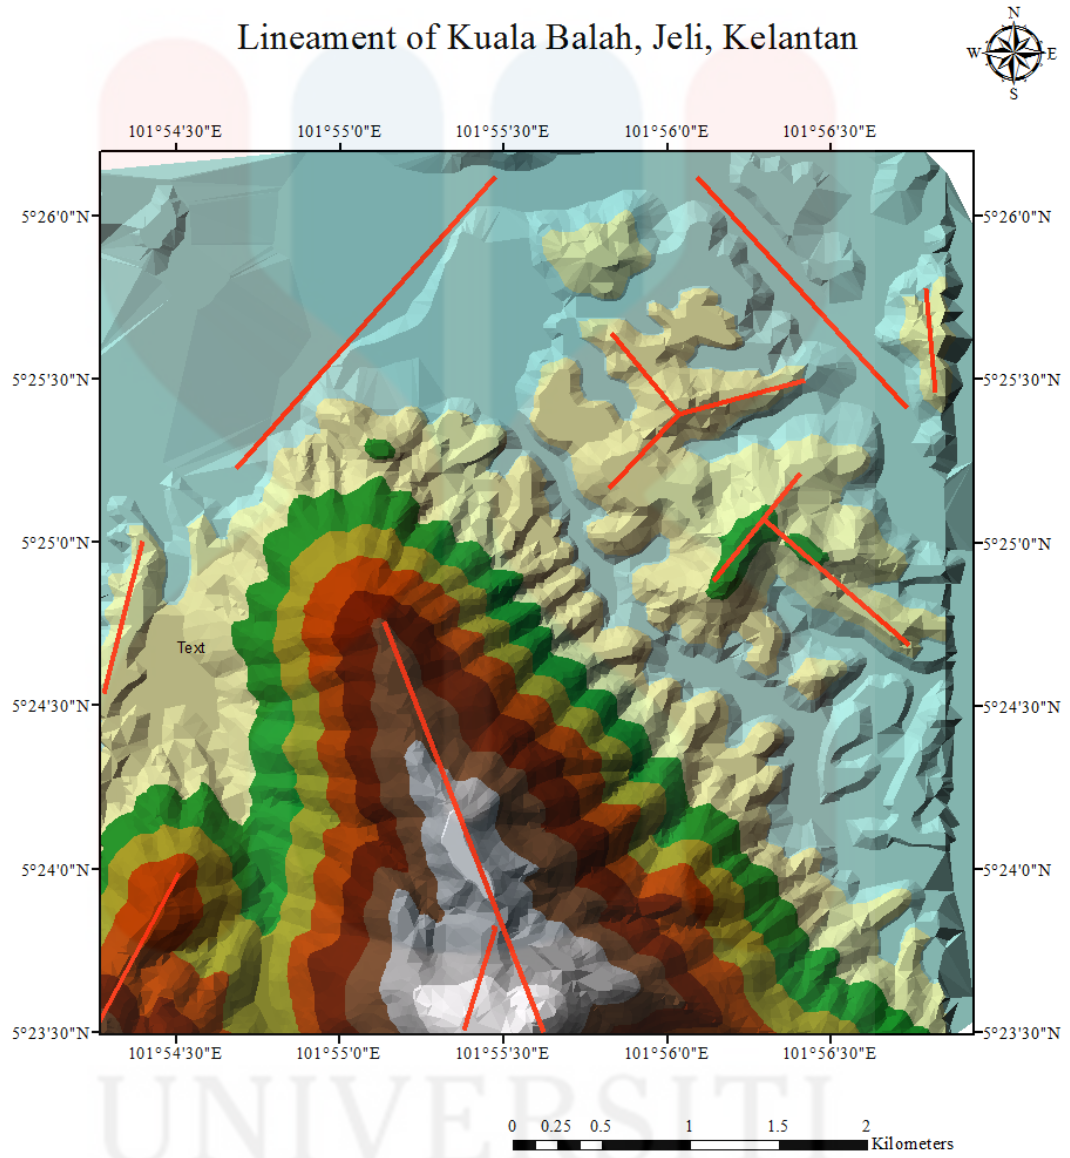 Lineament of Kuala Balah, Jeli, Kelantan
N
W E
S
101°54'30"E 101°55'0"E 101°55'30"E 101°56'0"E 101°56'30"E
5°26'0"N 5°26'0"N
5°25'30"N 5°25'30"N
5°25'0"N 5°25'0"N
Text
5°24'30"N 5°24'30"N
5°24'0"N 5°24'0"N
5°23'30"N 5°23'30"N
101°54'30"E 101°55'0"E 101°55'30"E 101°56'0"E 101°56'30"E
UNIVERSITI
0 0.25 0.5 1 1.5 2
Kilometers